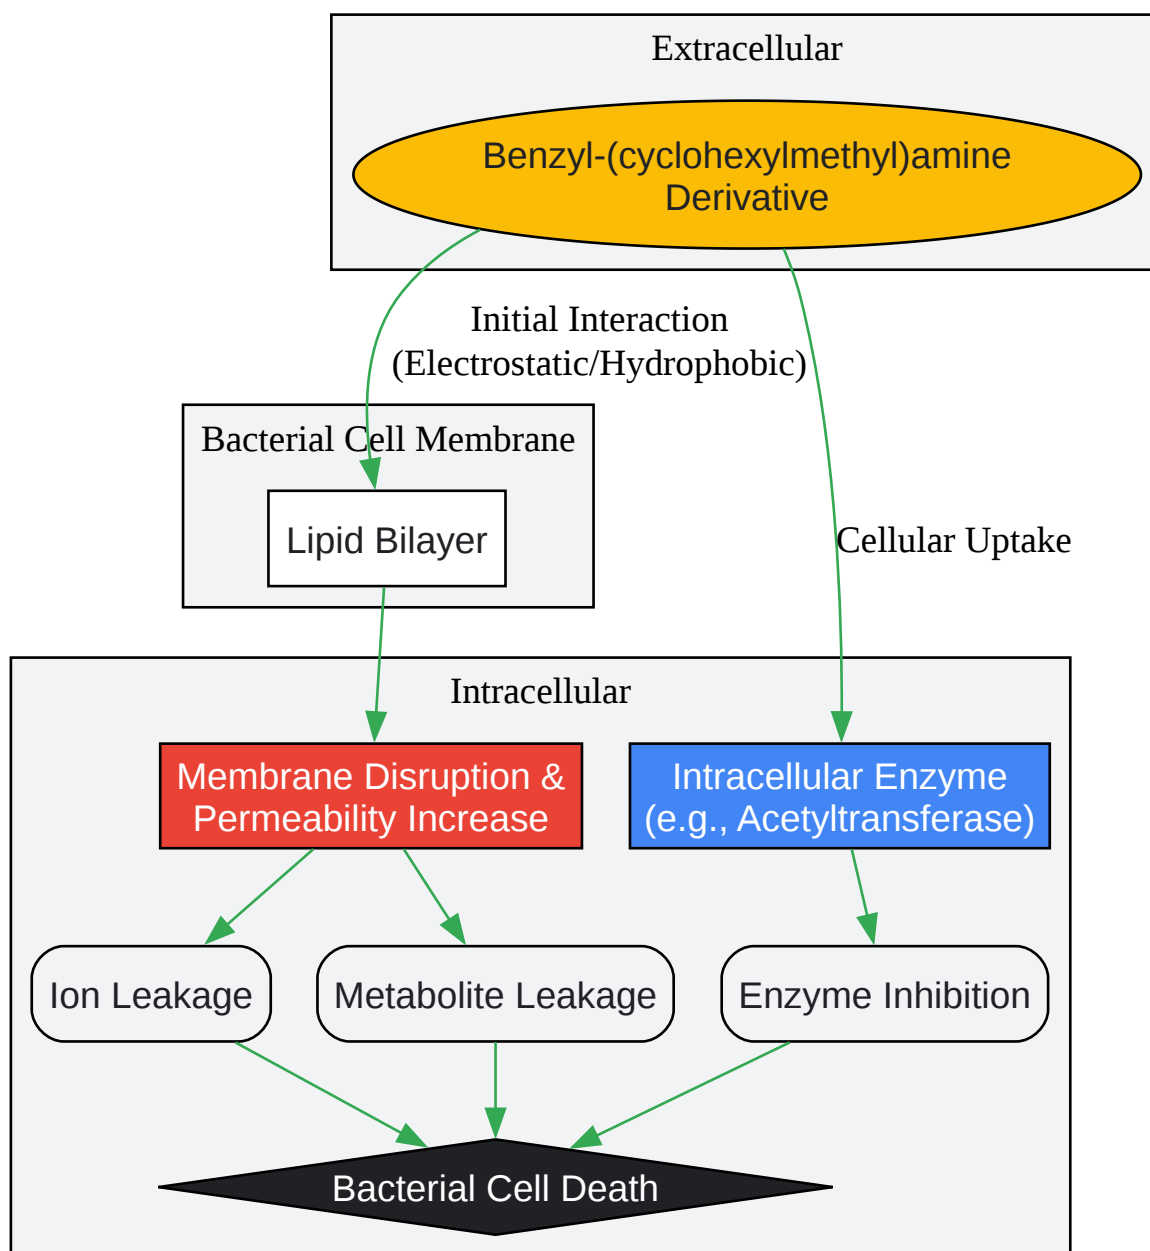 Extracellular
Benzyl-(cyclohexylmethyl)amine
Derivative
Initial Interaction
(Electrostatic/Hydrophobic)
Bacterial Cell Membrane
Lipid Bilayer
Cellular Uptake
Intracellular
Membrane Disruption &
Permeability Increase
Intracellular Enzyme
(e.g., Acetyltransferase)
Ion Leakage
Metabolite Leakage
Enzyme Inhibition
Bacterial Cell Death